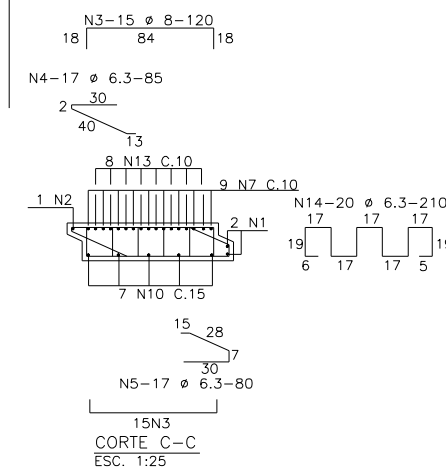 N3-15 ø 8-120
18 84 18
N4-17 ø 6.3-85
30
2
40
13
8 N13 C.10
9 N7 C.10
1 N2
2 N1
N14-20 ø 6.3-210
17 17 17
19 19
6 17 17 5
7 N10 C.15
15 28
7
30
N5-17 ø 6.3-80
15N3
CORTE C-C
ESC. 1:25